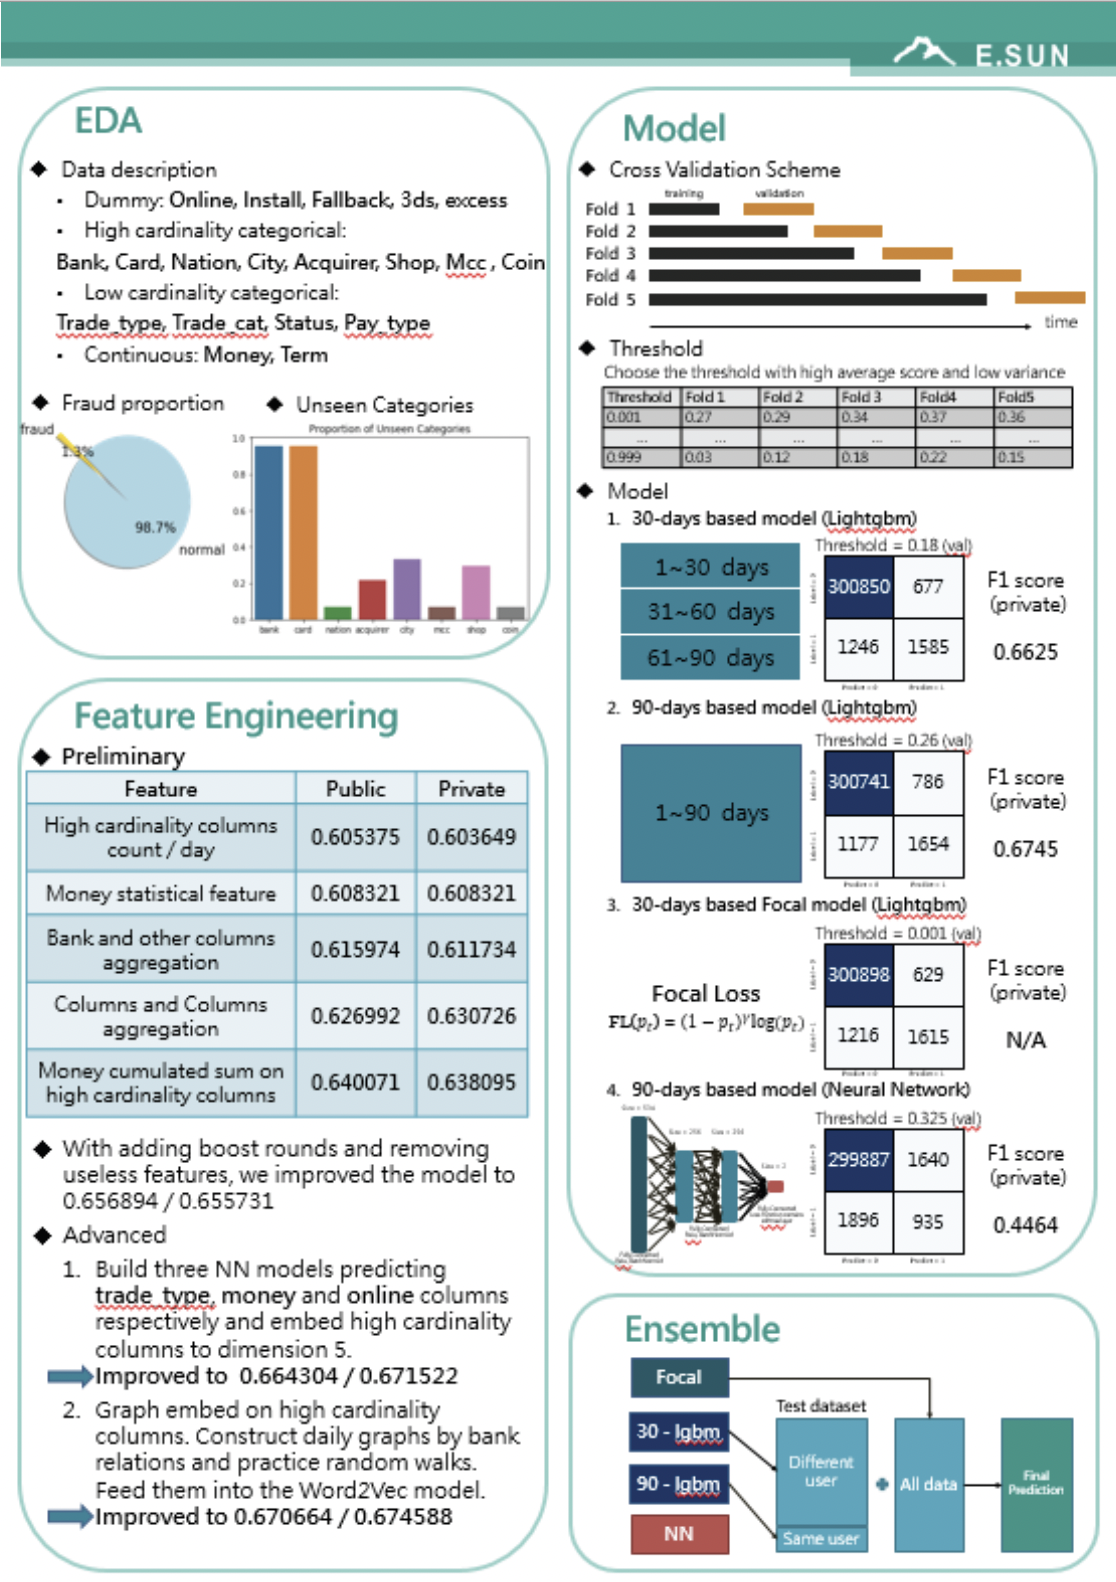 E.SUN
EDA
Data description
Dummy: Online, Install, Fallback, 3ds, excess
High cardinality categorical:
Bank, Card, Nation, City, Acquirer, Shop, Mcc , Coin
Low cardinality categorical:
Trade_type, Trade_cat, Status, Pay_type
Continuous: Money, Term
Fraud proportion
fraud
1.3%
98.7%
normal
Unseen Categories
Proportion of Unseen Categories
1.0
0.8
0.6
0.4
0.2
0.0
bank card nation acquirer city mcc shop coin
Feature Engineering
Preliminary
Feature Public Private
High cardinality columns
count / day
0.605375 0.603649
Money statistical feature 0.608321 0.608321
Bank and other columns
aggregation
0.615974 0.611734
Columns and Columns
aggregation
0.626992 0.630726
Money cumulated sum on
high cardinality columns
0.640071 0.638095
With adding boost rounds and removing
useless features, we improved the model to
0.656894 / 0.655731
Advanced
1. Build three NN models predicting
trade_type, money and online columns
respectively and embed high cardinality
columns to dimension 5.
Improved to 0.664304 / 0.671522
2. Graph embed on high cardinality
columns. Construct daily graphs by bank
relations and practice random walks.
Feed them into the Word2Vec model.
Improved to 0.670664 / 0.674588
Model
Cross Validation Scheme
training validation
Fold 1
Fold 2
Fold 3
Fold 4
Fold 5
time
Threshold
Choose the threshold with high average score and low variance
Threshold Fold 1 Fold 2 Fold 3 Fold4 Fold5
0.001 0.27 0.29 0.34 0.37 0.36
... ... ... ... ... ...
0.999 0.03 0.12 0.18 0.22 0.15
Model
1. 30-days based model (Lightgbm)
Threshold = 0.18 (val)
1~30 days
31~60 days
61~90 days
300850 677
1246 1585
F1 score
(private)
0.6625
2. 90-days based model (Lightgbm)
Threshold = 0.26 (val)
1~90 days
300741 786
1177 1654
F1 score
(private)
0.6745
3. 30-days based Focal model (Lightgbm)
Threshold = 0.001 (val)
Focal Loss
FL(pₜ) = (1 − pₜ)ᵞlog(pₜ)
300898 629
1216 1615
F1 score
(private)
N/A
4. 90-days based model (Neural Network)
Threshold = 0.325 (val)
299887 1640
1896 935
F1 score
(private)
0.4464
Ensemble
Focal
30 - lgbm
90 - lgbm
NN
Test dataset
Different
user
Same user
All data
Final
Prediction